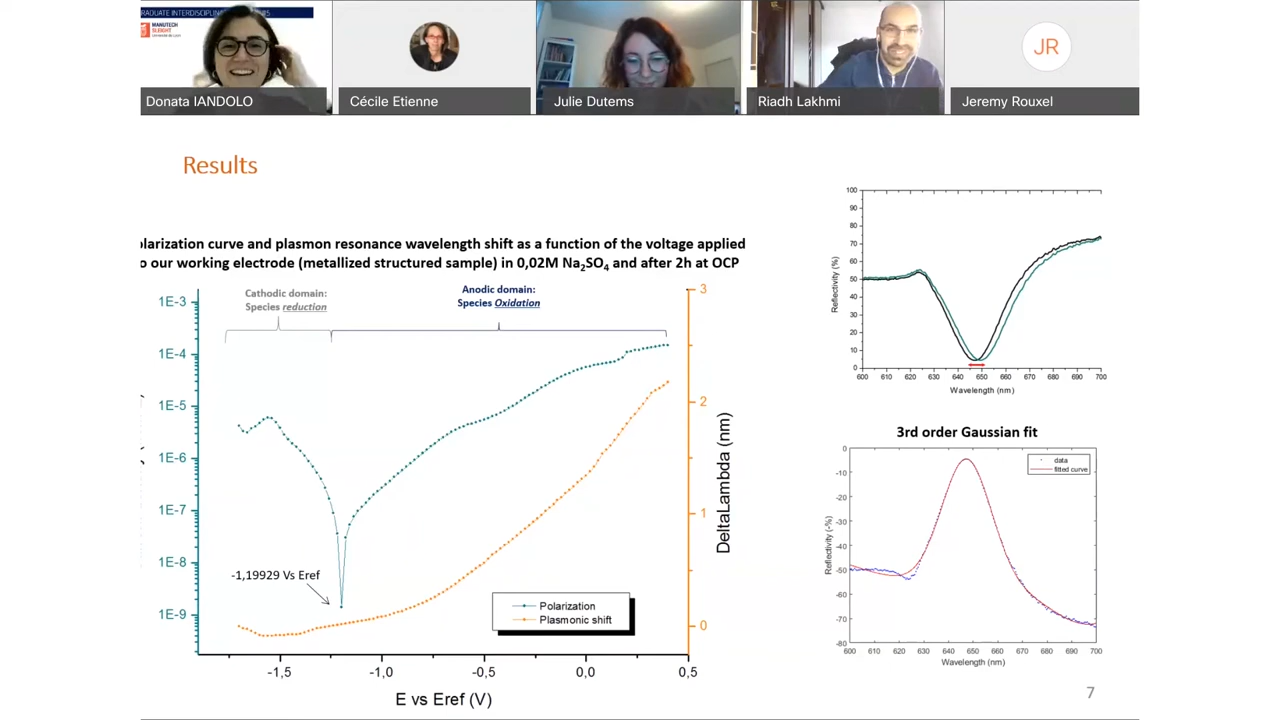 MANUTECH
SLEIGHT
Donata IANDOLO
Cécile Etienne
Julie Dutems
Riadh Lakhmi
JR
Jeremy Rouxel
Results
olarization curve and plasmon resonance wavelength shift as a function of the voltage applied
o our working electrode (metallized structured sample) in 0,02M Na2SO4 and after 2h at OCP
Cathodic domain:
Species reduction
Anodic domain:
Species Oxidation
1E-3
1E-4
1E-5
1E-6
1E-7
1E-8
1E-9
3
2
1
0
DeltaLambda (nm)
-1,19929 Vs Eref
Polarization
Plasmonic shift
-1,5
-1,0
-0,5
0,0
0,5
E vs Eref (V)
100
90
80
70
60
50
40
30
20
10
0
Reflectivity (%)
600
610
620
630
640
650
660
670
680
690
700
Wavelength (nm)
3rd order Gaussian fit
data
fitted curve
0
-10
-20
-30
-40
-50
-60
-70
-80
Reflectivity (-%)
600
610
620
630
640
650
660
670
680
690
700
Wavelength (nm)
7